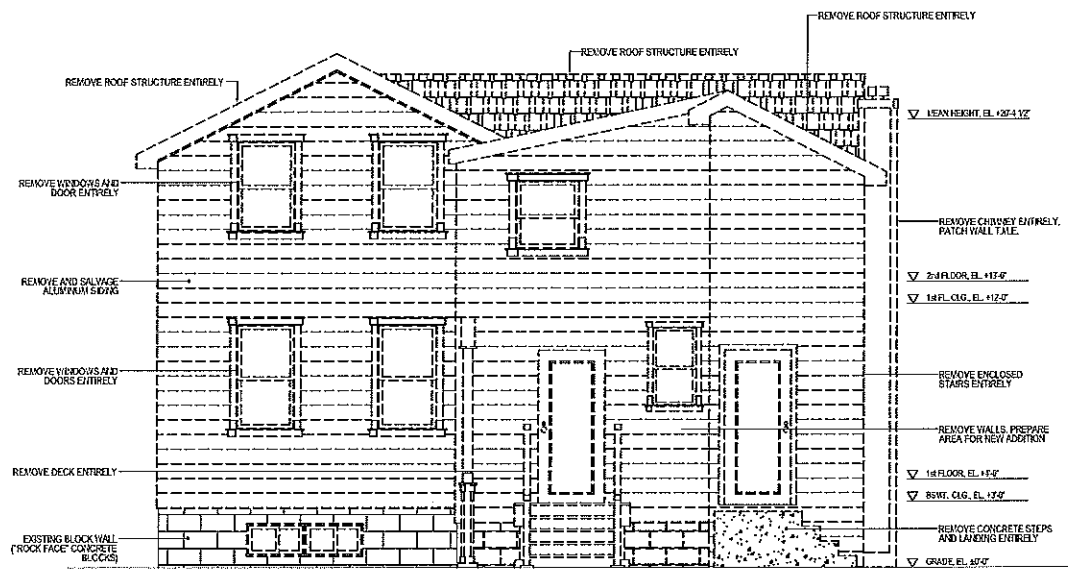 REMOVE ROOF STRUCTURE ENTIRELY
REMOVE ROOF STRUCTURE ENTIRELY
REMOVE ROOF STRUCTURE ENTIRELY
MEAN HEIGHT, EL. +20'-4 1/2"
REMOVE WINDOWS AND
DOOR ENTIRELY
REMOVE CHIMNEY ENTIRELY,
PATCH WALL T.M.E.
REMOVE AND SALVAGE
ALUMINUM SIDING
2nd FLOOR, EL. +13'-6"
1st FL. CLG., EL. +12'-0"
REMOVE WINDOWS AND
DOORS ENTIRELY
REMOVE ENCLOSED
STAIRS ENTIRELY
REMOVE WALLS. PREPARE
AREA FOR NEW ADDITION
REMOVE DECK ENTIRELY
1st FLOOR, EL.
BSMT. CLG., EL. +3'-0"
EXISTING BLOCK WALL
("ROCK FACE" CONCRETE
BLOCKS)
REMOVE CONCRETE STEPS
AND LANDING ENTIRELY
GRADE, EL. ±0'-0"